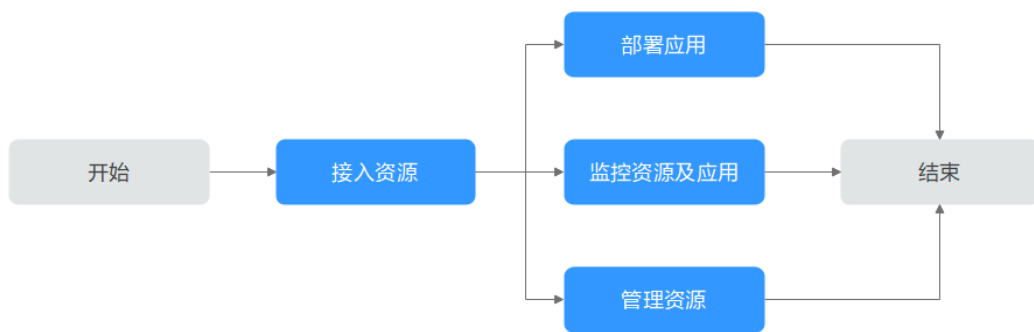 部署应用
开始
接入资源
监控资源及应用
结束
管理资源